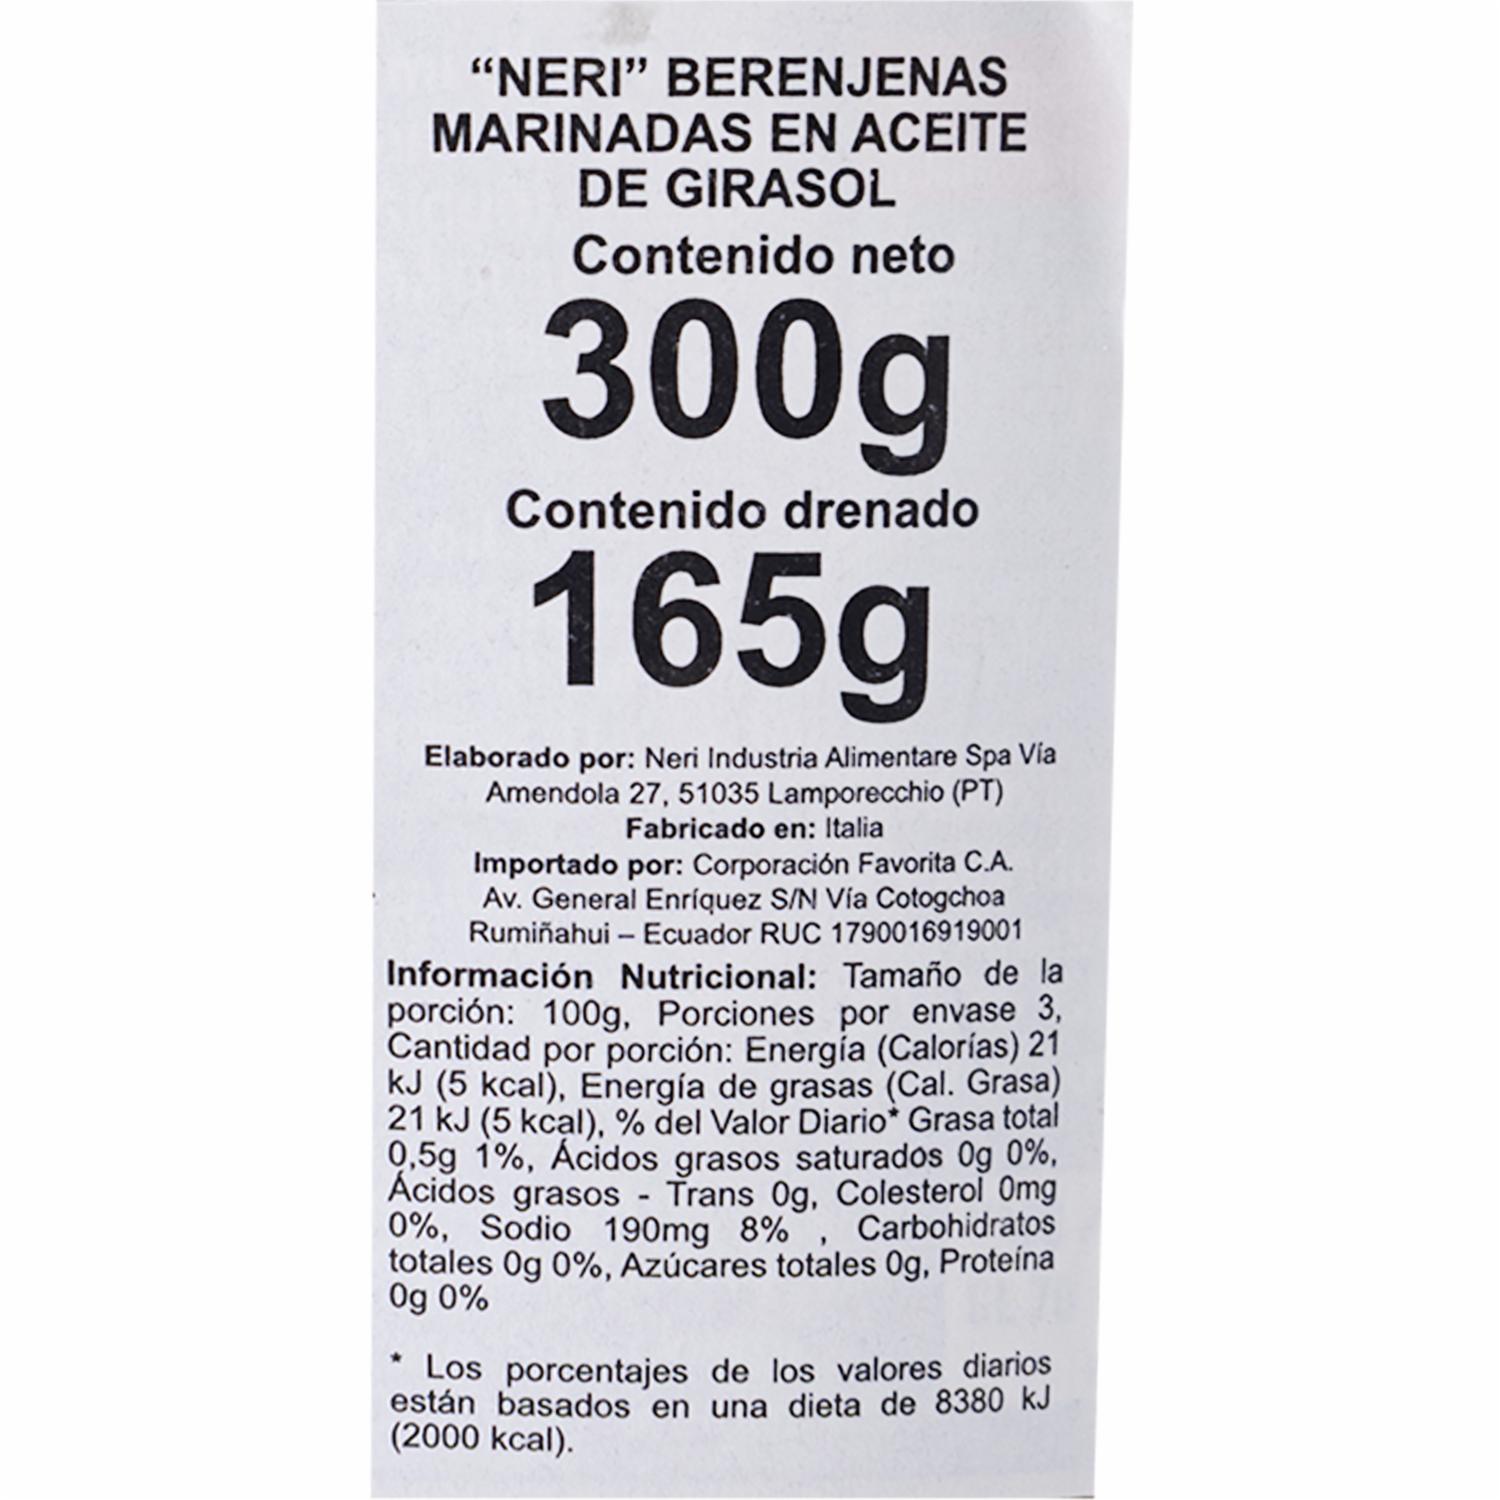 “NERI” BERENJENAS
MARINADAS EN ACEITE
DE GIRASOL
Contenido neto
300g
Contenido drenado
165g
Elaborado por: Neri Industria Alimentare Spa Vía
Amendola 27, 51035 Lamporecchio (PT)
Fabricado en: Italia
Importado por: Corporación Favorita C.A.
Av. General Enríquez S/N Vía Cotogchoa
Rumiñahui – Ecuador RUC 1790016919001
Información Nutricional: Tamaño de la
porción: 100g, Porciones por envase 3,
Cantidad por porción: Energía (Calorías) 21
kJ (5 kcal), Energía de grasas (Cal. Grasa)
21 kJ (5 kcal), % del Valor Diario* Grasa total
0,5g 1%, Ácidos grasos saturados 0g 0%,
Ácidos grasos - Trans 0g, Colesterol 0mg
0%, Sodio 190mg 8% , Carbohidratos
totales 0g 0%, Azúcares totales 0g, Proteína
0g 0%
* Los porcentajes de los valores diarios
están basados en una dieta de 8380 kJ
(2000 kcal).